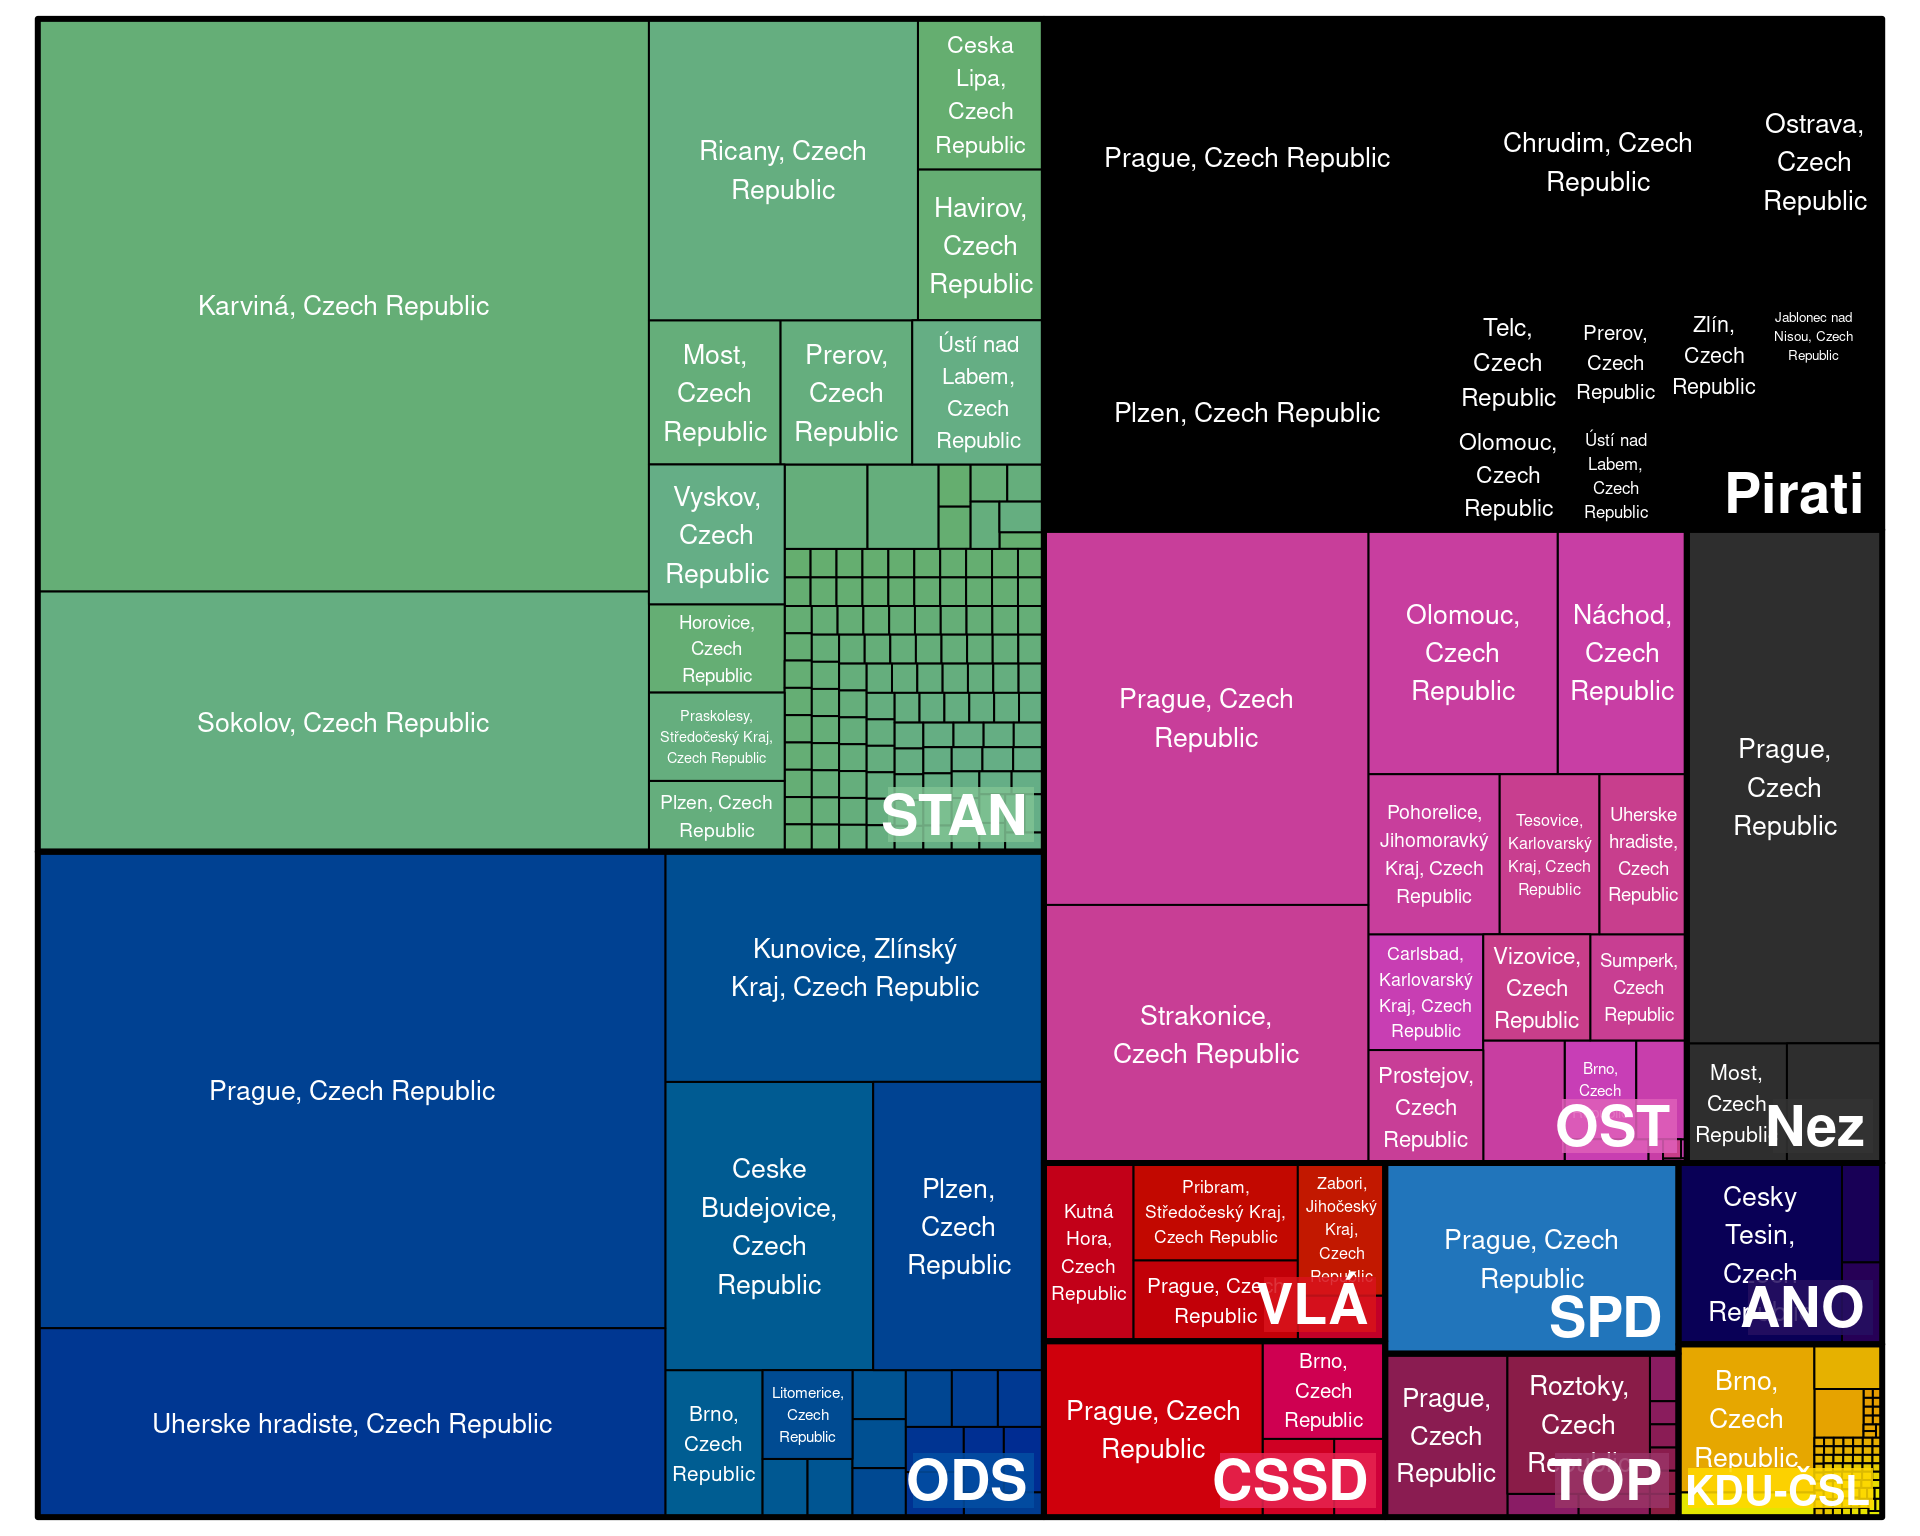 Karviná, Czech Republic
Sokolov, Czech Republic
Ricany, Czech
Republic
Ceska
Lipa,
Czech
Republic
Havirov,
Czech
Republic
Most,
Czech
Republic
Prerov,
Czech
Republic
Ústí nad
Labem,
Czech
Republic
Vyskov,
Czech
Republic
Horovice,
Czech
Republic
Praskolesy,
Středočeský Kraj,
Czech Republic
Plzen, Czech
Republic
STAN
Prague, Czech Republic
Uherske hradiste, Czech Republic
Kunovice, Zlínský
Kraj, Czech Republic
Ceske
Budejovice,
Czech
Republic
Plzen,
Czech
Republic
Brno,
Czech
Republic
Litomerice,
Czech
Republic
ODS
Prague, Czech Republic
Plzen, Czech Republic
Chrudim, Czech
Republic
Ostrava,
Czech
Republic
Telc,
Czech
Republic
Prerov,
Czech
Republic
Zlín,
Czech
Republic
Jablonec nad
Nisou, Czech
Republic
Olomouc,
Czech
Republic
Ústí nad
Labem,
Czech
Republic
Pirati
Prague, Czech
Republic
Strakonice,
Czech Republic
Olomouc,
Czech
Republic
Náchod,
Czech
Republic
Pohorelice,
Jihomoravký
Kraj, Czech
Republic
Tesovice,
Karlovarský
Kraj, Czech
Republic
Uherske
hradiste,
Czech
Republic
Carlsbad,
Karlovarský
Kraj, Czech
Republic
Vizovice,
Czech
Republic
Sumperk,
Czech
Republic
Prostejov,
Czech
Republic
Brno,
Czech
OST
Prague,
Czech
Republic
Most,
Czech
Republic
Nez
Kutná
Hora,
Czech
Republic
Pribram,
Středočeský Kraj,
Czech Republic
Prague, Czech
Republic
Zabori,
Jihočeský
Kraj,
Czech
Republic
VLÁ
Prague, Czech
Republic
SPD
Cesky
Tesin,
Czech
Republic
ANO
Prague, Czech
Republic
Brno,
Czech
Republic
CSSD
Prague,
Czech
Republic
Roztoky,
Czech
Republic
TOP
Brno,
Czech
Republic
KDU-ČSL